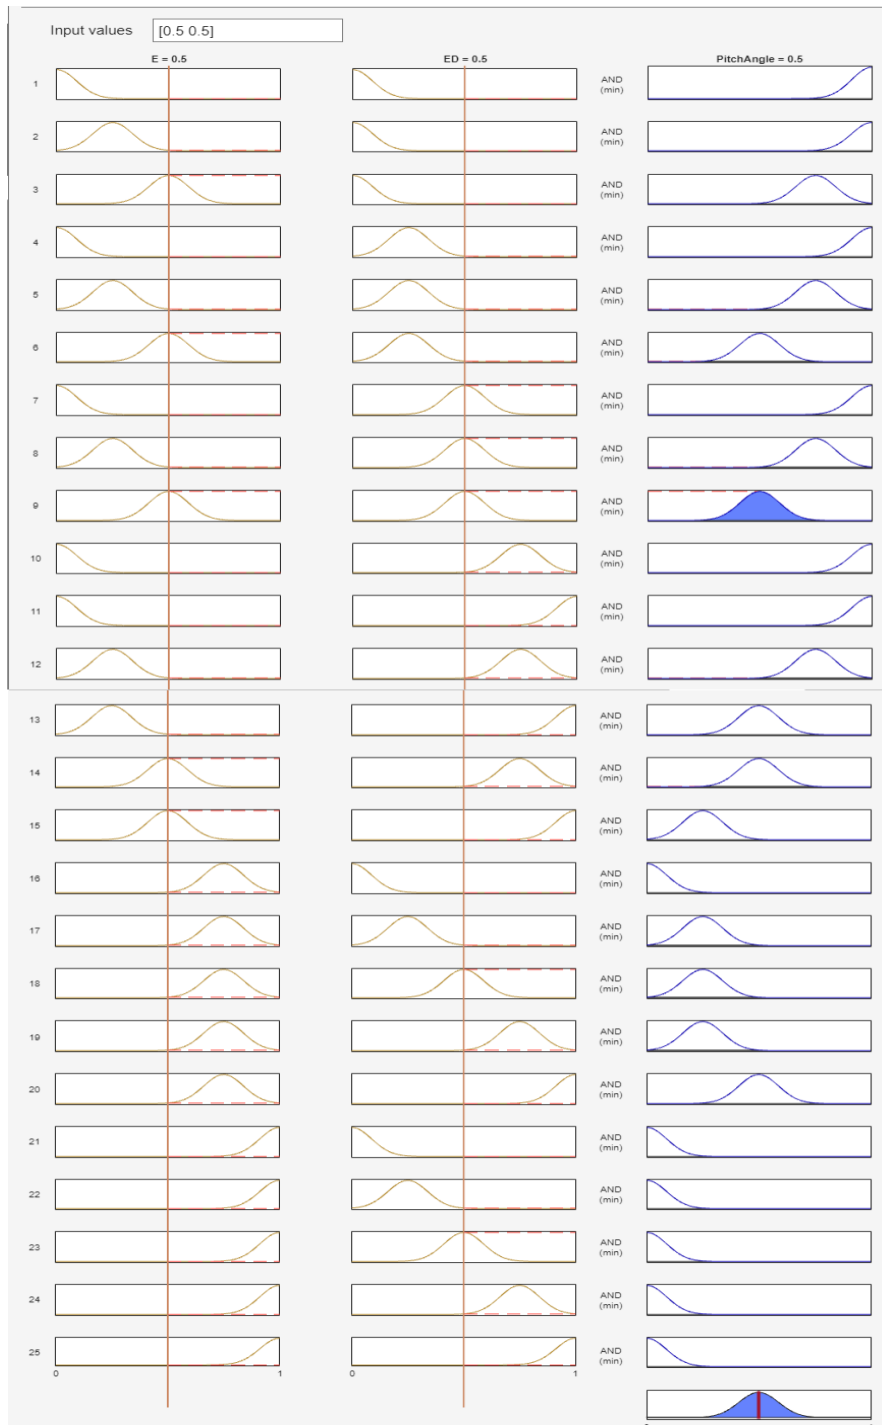 Input values [0.5 0.5]
E = 0.5 ED = 0.5 PitchAngle = 0.5
1 AND (min)
2 AND (min)
3 AND (min)
4 AND (min)
5 AND (min)
6 AND (min)
7 AND (min)
8 AND (min)
9 AND (min)
10 AND (min)
11 AND (min)
12 AND (min)
13 AND (min)
14 AND (min)
15 AND (min)
16 AND (min)
17 AND (min)
18 AND (min)
19 AND (min)
20 AND (min)
21 AND (min)
22 AND (min)
23 AND (min)
24 AND (min)
25 AND (min)
0 1 0 1